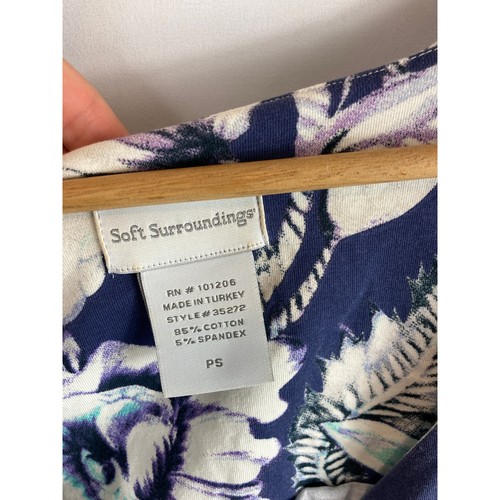 Soft Surroundings®
RN # 101206
MADE IN TURKEY
STYLE # 35272
95% COTTON
5% SPANDEX
PS